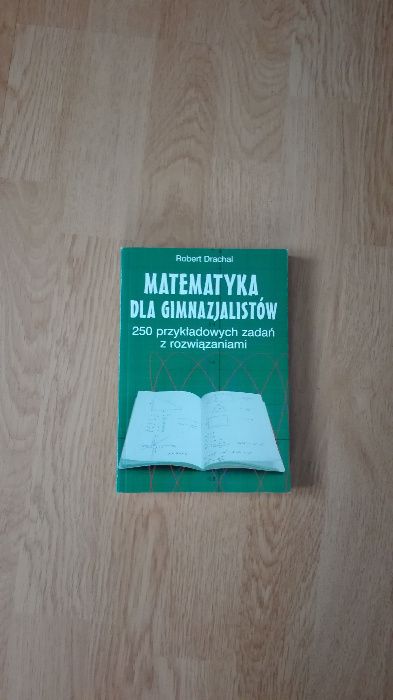 Robert Drachal
MATEMATYKA
DLA GIMNAZJALISTÓW
250 przykładowych zadań
z rozwiązaniami